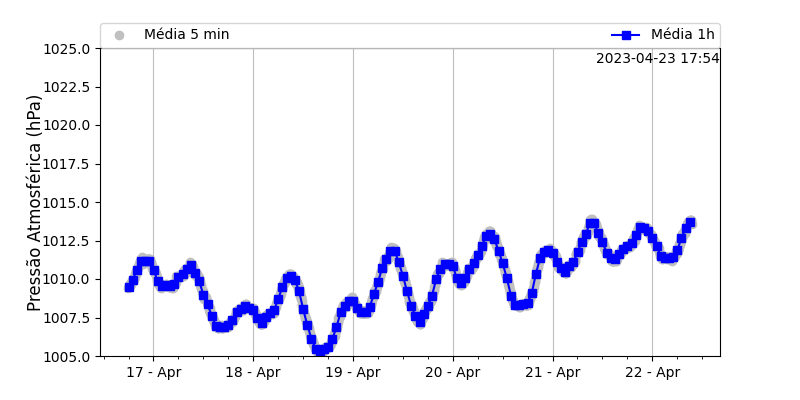 Média 5 min
Média 1h
2023-04-23 17:54
Pressão Atmosférica (hPa)
1025.0
1022.5
1020.0
1017.5
1015.0
1012.5
1010.0
1007.5
1005.0
17 - Apr
18 - Apr
19 - Apr
20 - Apr
21 - Apr
22 - Apr